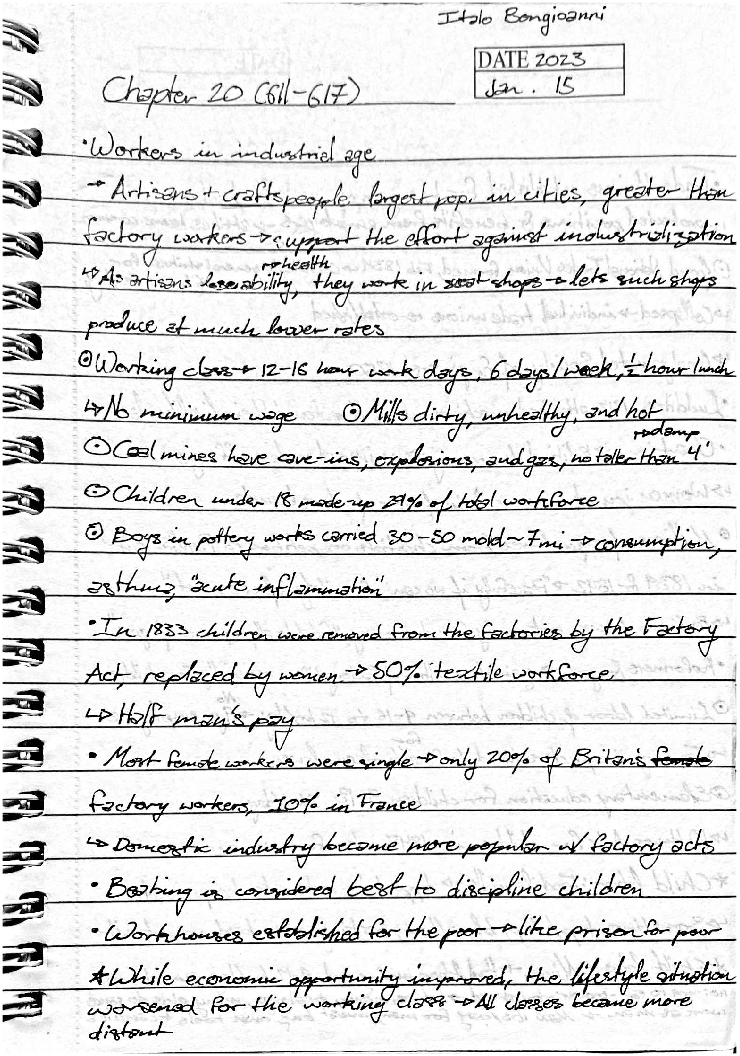 Italo Bongioanni
DATE 2023
Jan. 15
Chapter 20 (611-617)
• Workers in industrial age
→ Artisans + craftspeople largest pop. in cities, greater than
factory workers → support the effort against industrialization
→ health
↳ As artisans lose ability, they work in sweat shops → lets such shops
produce at much lower rates
⊙ Working class → 12-16 hour work days, 6 days/week, ½ hour lunch
↳ No minimum wage ⊙ Mills dirty, unhealthy, and hot
→ damp
⊙ Coal mines have cave-ins, explosions, and gas, no taller than 4'
⊙ Children under 18 made up 29% of total workforce
⊙ Boys in pottery works carried 30-50 mold ~ 7mi → consumption,
asthma, "acute inflammation"
• In 1833 children were removed from the factories by the Factory
Act, replaced by women → 50% textile workforce
↳ Half man's pay
• Most female workers were single → only 20% of Britan's female
factory workers, 10% in France
↳ Domestic industry became more popular w/ factory acts
• Beating is considered best to discipline children
• Workhouses established for the poor → like prison for poor
* While economic opportunity improved, the lifestyle situation
worsened for the working class → All classes became more
distant